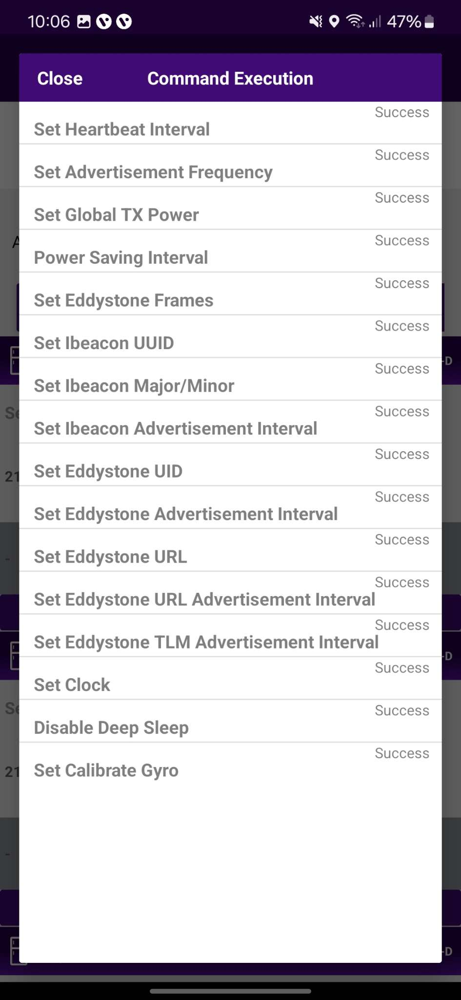 10:06
47%
Close
Command Execution
Success
Set Heartbeat Interval
Success
Set Advertisement Frequency
Success
Set Global TX Power
Success
Power Saving Interval
Success
Set Eddystone Frames
Success
Set Ibeacon UUID
Success
Set Ibeacon Major/Minor
Success
Set Ibeacon Advertisement Interval
Success
Set Eddystone UID
Success
Set Eddystone Advertisement Interval
Success
Set Eddystone URL
Success
Set Eddystone URL Advertisement Interval
Success
Set Eddystone TLM Advertisement Interval
Success
Set Clock
Success
Disable Deep Sleep
Success
Set Calibrate Gyro